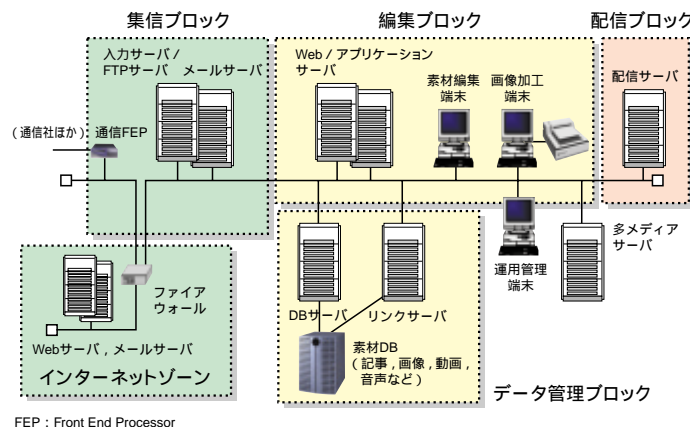 集信ブロック
編集ブロック
配信ブロック
入力サーバ /
FTPサーバ メールサーバ
Web / アプリケーション
サーバ
素材編集
端末
画像加工
端末
配信サーバ
(通信社ほか) 通信FEP
多メディア
サーバ
運用管理
端末
ファイア
ウォール
DBサーバ
リンクサーバ
Webサーバ,メールサーバ
インターネットゾーン
素材DB
(記事,画像,動画,
音声など)
データ管理ブロック
FEP:Front End Processor